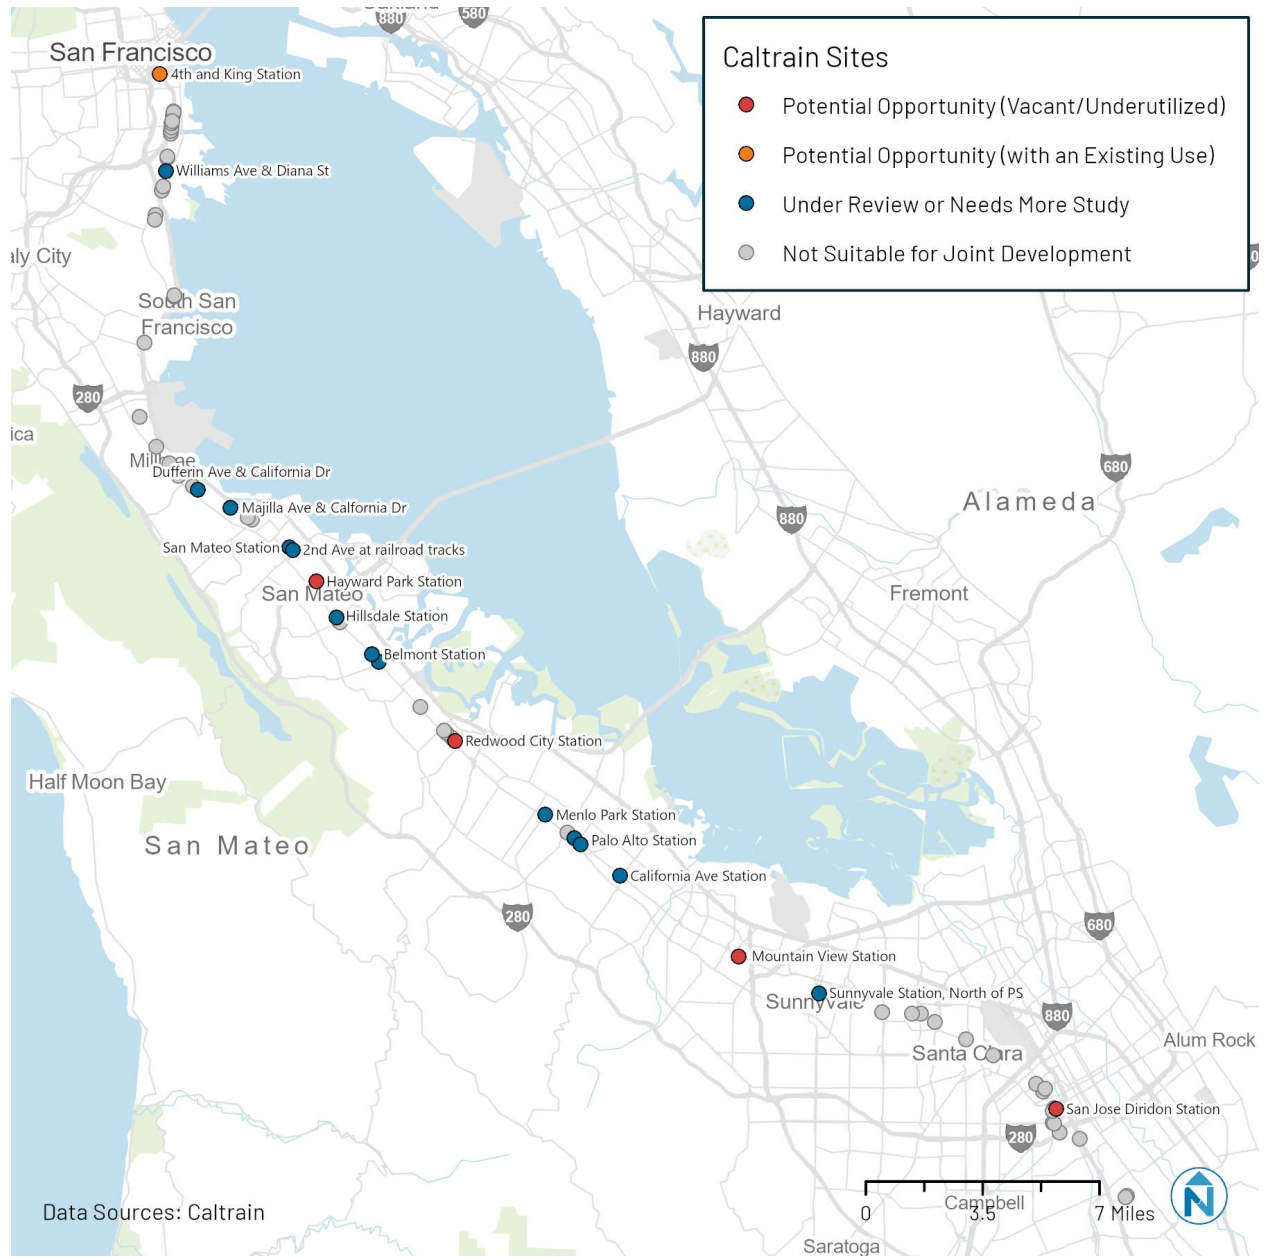 Oakland
880
580
San Francisco
4th and King Station
Caltrain Sites
Potential Opportunity (Vacant/Underutilized)
Potential Opportunity (with an Existing Use)
Under Review or Needs More Study
Not Suitable for Joint Development
Williams Ave & Diana St
aly City
South San
Francisco
Hayward
880
280
ica
Millbrae
Dufferin Ave & California Dr
Majilla Ave & Calfornia Dr
680
Alameda
880
San Mateo Station
2nd Ave at railroad tracks
Hayward Park Station
San Mateo
Fremont
Hillsdale Station
Belmont Station
Redwood City Station
Half Moon Bay
Menlo Park Station
San Mateo
Palo Alto Station
California Ave Station
280
680
Mountain View Station
Sunnyvale Station, North of PS
Sunnyvale
880
Santa Clara
Alum Rock
San Jose Diridon Station
280
Campbell
0 3.5 7 Miles
N
Data Sources: Caltrain
Saratoga